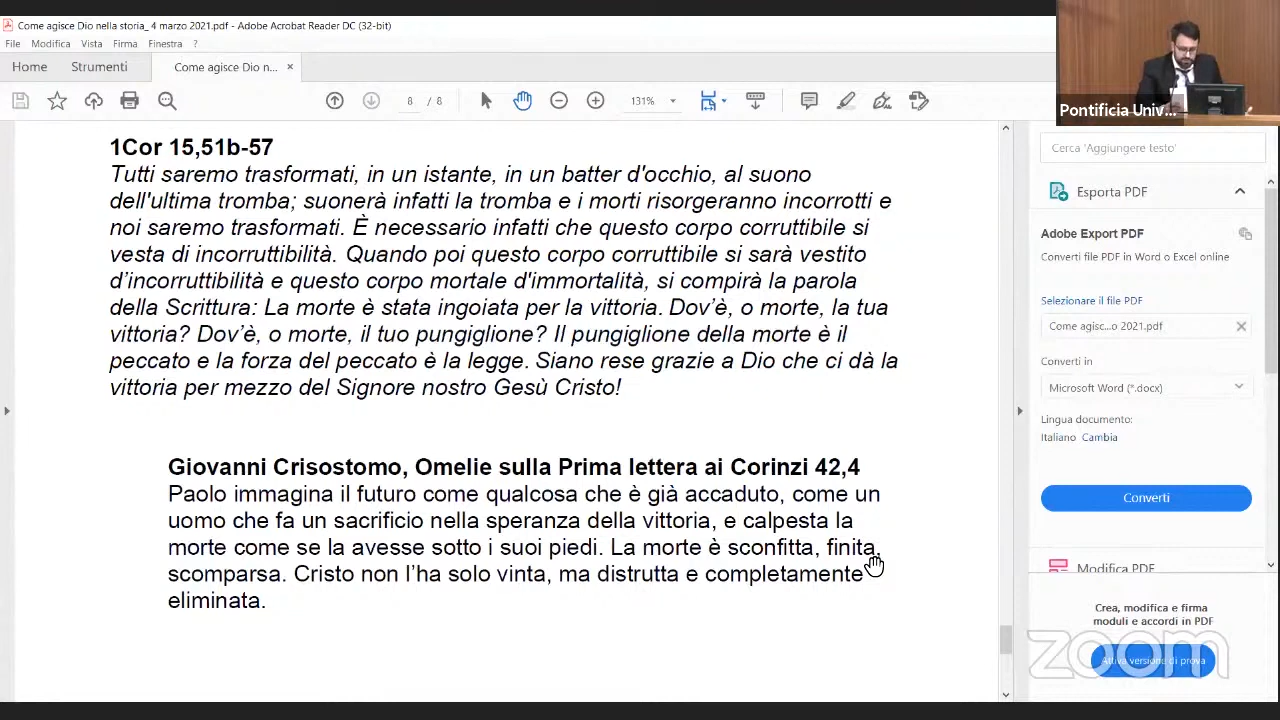 Come agisce Dio nella storia_ 4 marzo 2021.pdf - Adobe Acrobat Reader DC (32-bit)
File Modifica Vista Firma Finestra ?
Home Strumenti Come agisce Dio n... ×
8 / 8 131%
Pontificia Univ...
1Cor 15,51b-57
Tutti saremo trasformati, in un istante, in un batter d'occhio, al suono
dell'ultima tromba; suonerà infatti la tromba e i morti risorgeranno incorrotti e
noi saremo trasformati. È necessario infatti che questo corpo corruttibile si
vesta di incorruttibilità. Quando poi questo corpo corruttibile si sarà vestito
d’incorruttibilità e questo corpo mortale d'immortalità, si compirà la parola
della Scrittura: La morte è stata ingoiata per la vittoria. Dov’è, o morte, la tua
vittoria? Dov’è, o morte, il tuo pungiglione? Il pungiglione della morte è il
peccato e la forza del peccato è la legge. Siano rese grazie a Dio che ci dà la
vittoria per mezzo del Signore nostro Gesù Cristo!
Giovanni Crisostomo, Omelie sulla Prima lettera ai Corinzi 42,4
Paolo immagina il futuro come qualcosa che è già accaduto, come un
uomo che fa un sacrificio nella speranza della vittoria, e calpesta la
morte come se la avesse sotto i suoi piedi. La morte è sconfitta, finita,
scomparsa. Cristo non l’ha solo vinta, ma distrutta e completamente
eliminata.
Cerca 'Aggiungere testo'
Esporta PDF
Adobe Export PDF
Converti file PDF in Word o Excel online
Selezionare il file PDF
Come agisc...o 2021.pdf
Converti in
Microsoft Word (*.docx)
Lingua documento:
Italiano Cambia
Converti
Modifica PDF
Crea, modifica e firma
moduli e accordi in PDF
Attiva versione di prova
zoom